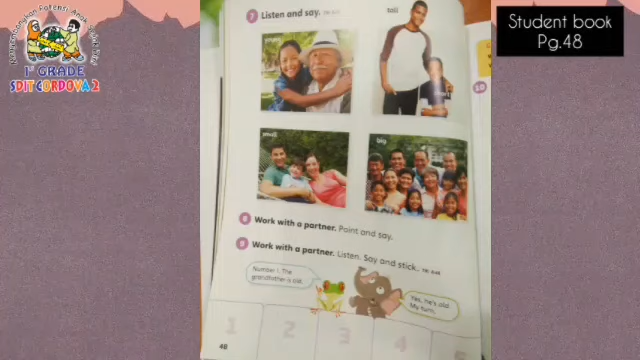 Student book
Pg.48
1st GRADE
SDIT CORDOVA 2
7 Listen and say.
tall
small
big
8 Work with a partner. Point and say.
9 Work with a partner. Listen. Say and stick.
Number 1. The
grandfather is old.
Yes, he's old.
My turn.
1 2 3 4 5
48
10